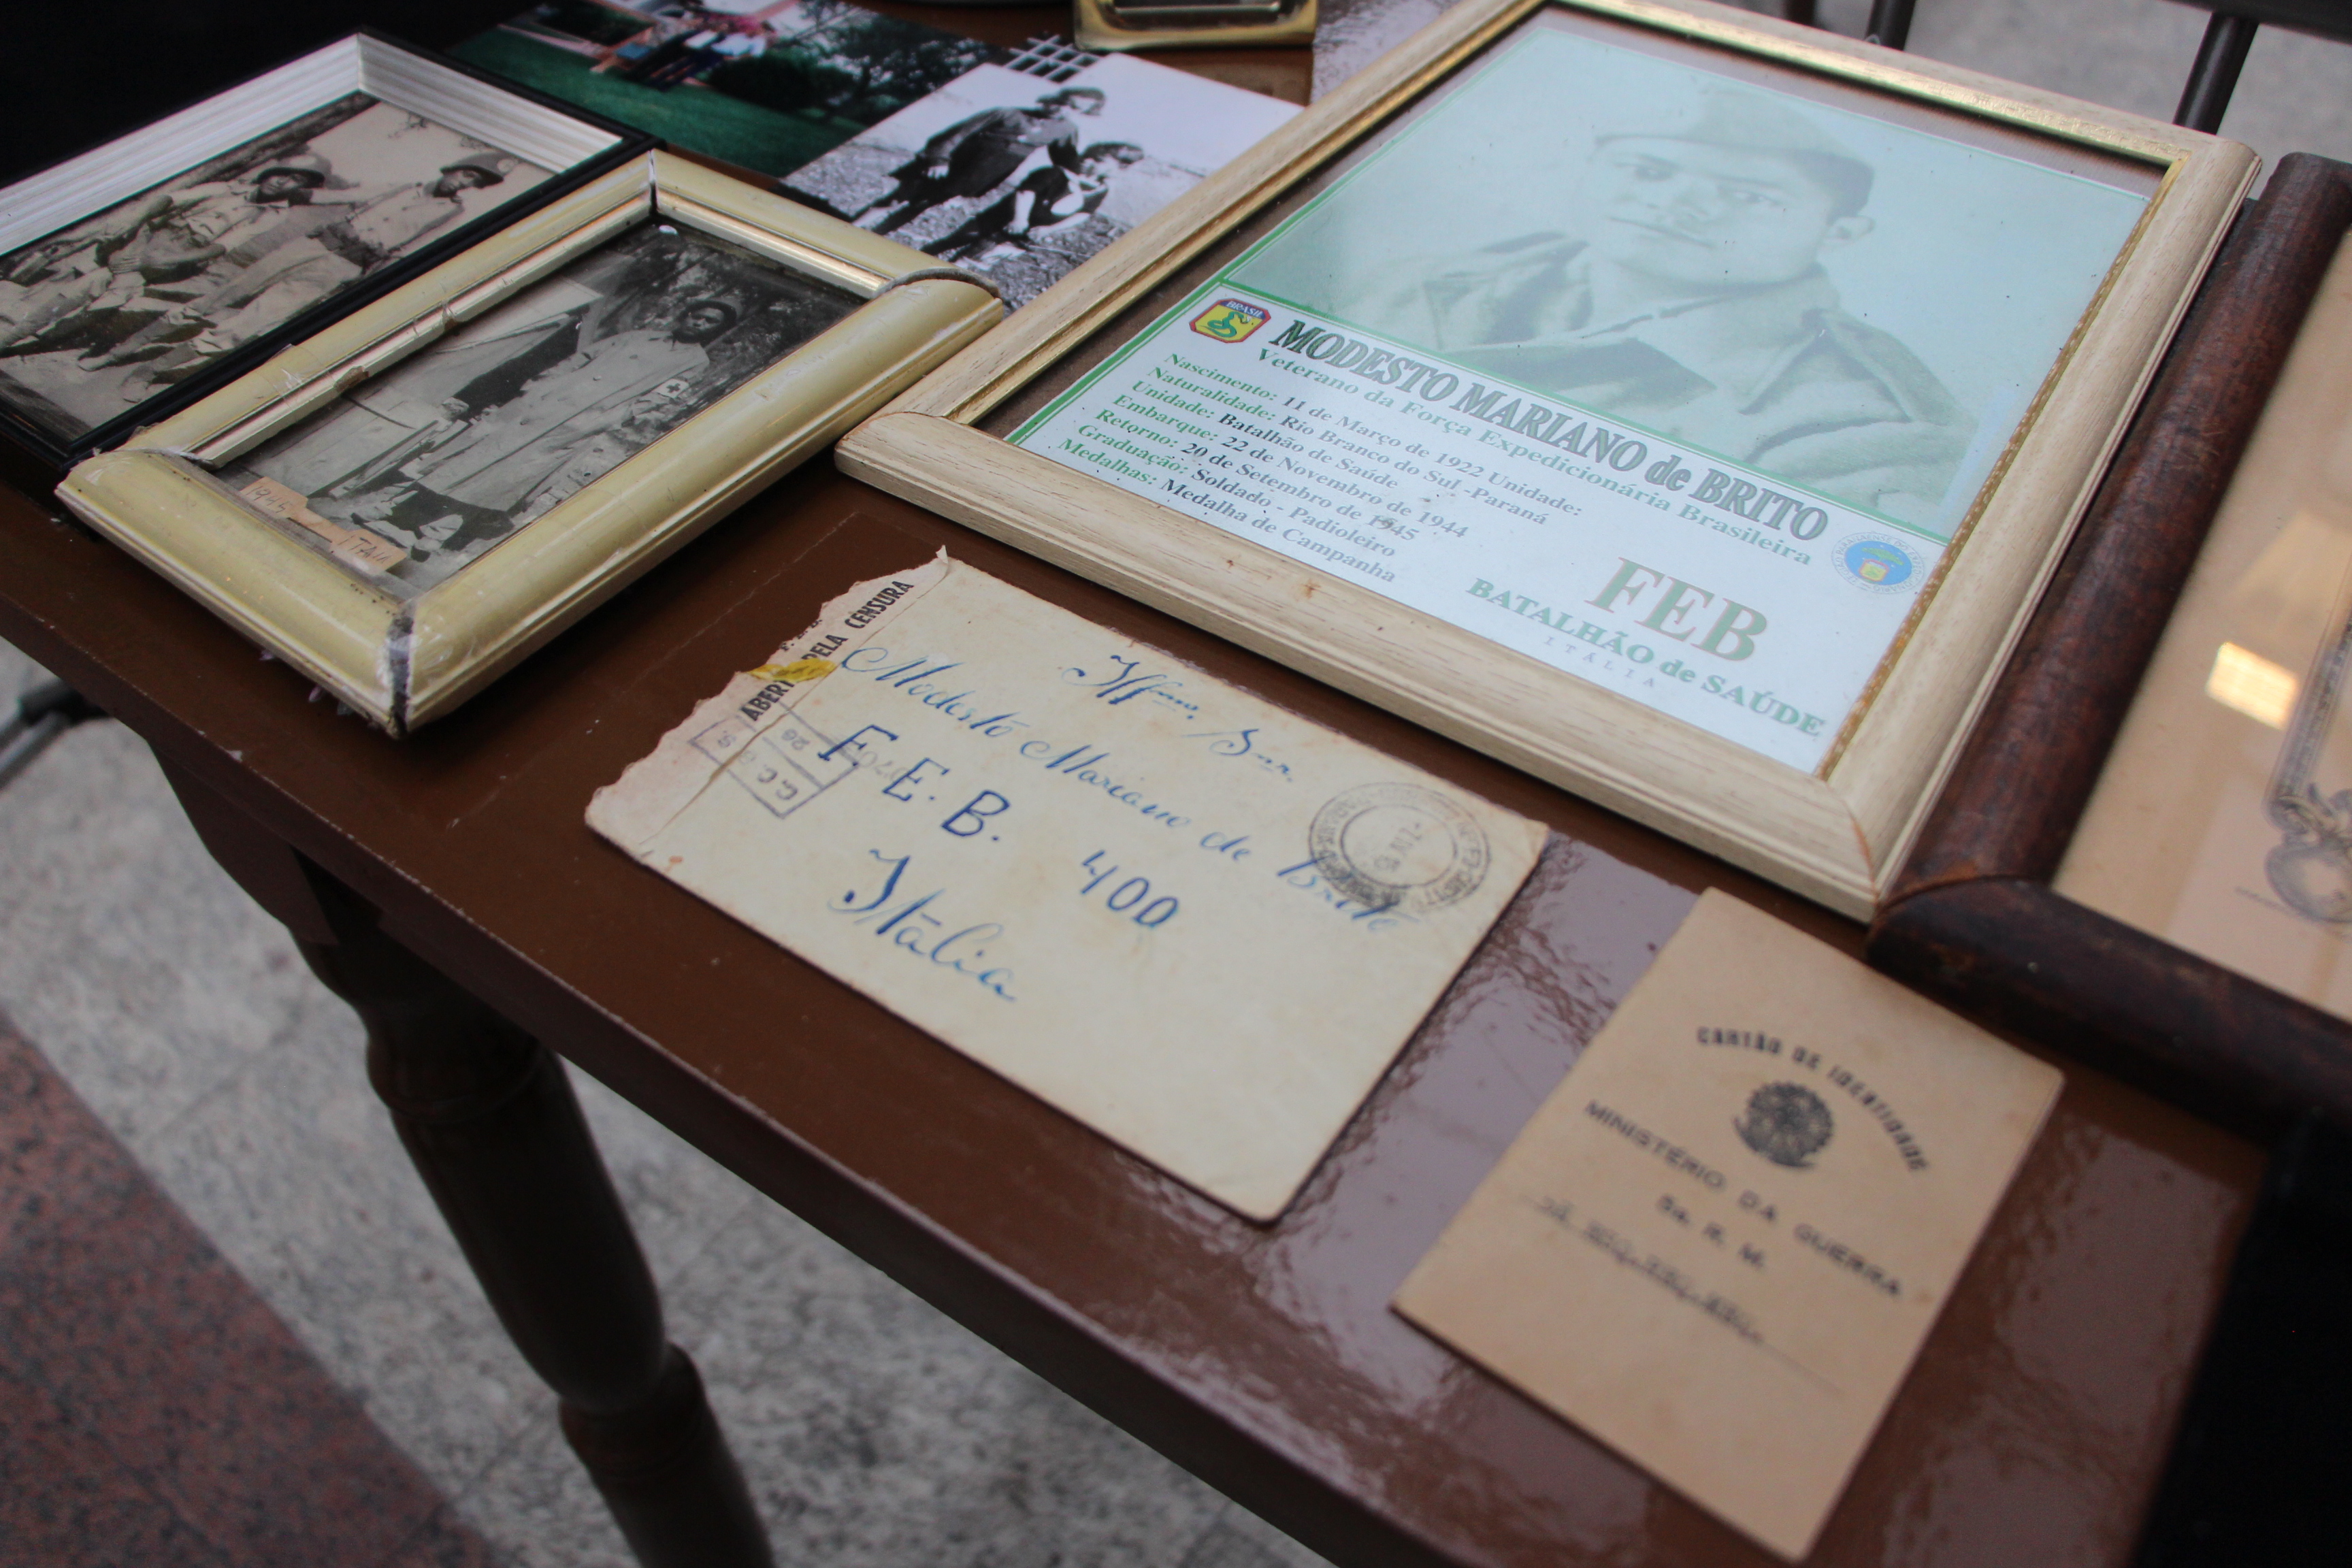 BRASIL
MODESTO MARIANO de BRITO
Veterano da Força Expedicionária Brasileira
Nascimento: 11 de Março de 1922 Unidade:
Naturalidade: Rio Branco do Sul -Paraná
Unidade: Batalhão de Saúde
Embarque: 22 de Novembro de 1944
Retorno: 20 de Setembro de 1945
Graduação: Soldado - Padioleiro
Medalhas: Medalha de Campanha
FEB
BATALHÃO de SAÚDE
ITÁLIA
1945
F. E. B.
PELA CENSURA
Modesto Mariano de Brito
F. E. B. 400
Itália
CARTÃO DE IDENTIDADE
MINISTÉRIO DA GUERRA
5a. R. M.